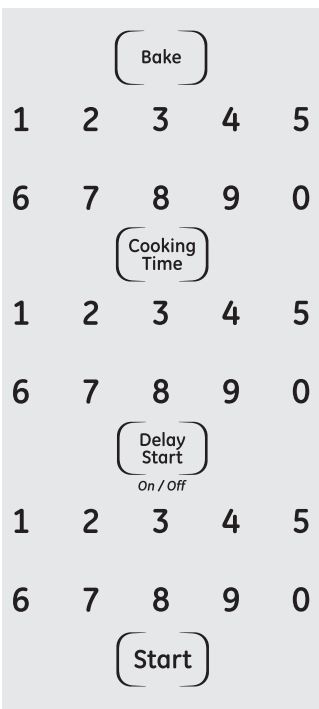 Bake
1 2 3 4 5
6 7 8 9 0
Cooking
Time
1 2 3 4 5
6 7 8 9 0
Delay
Start
On / Off
1 2 3 4 5
6 7 8 9 0
Start